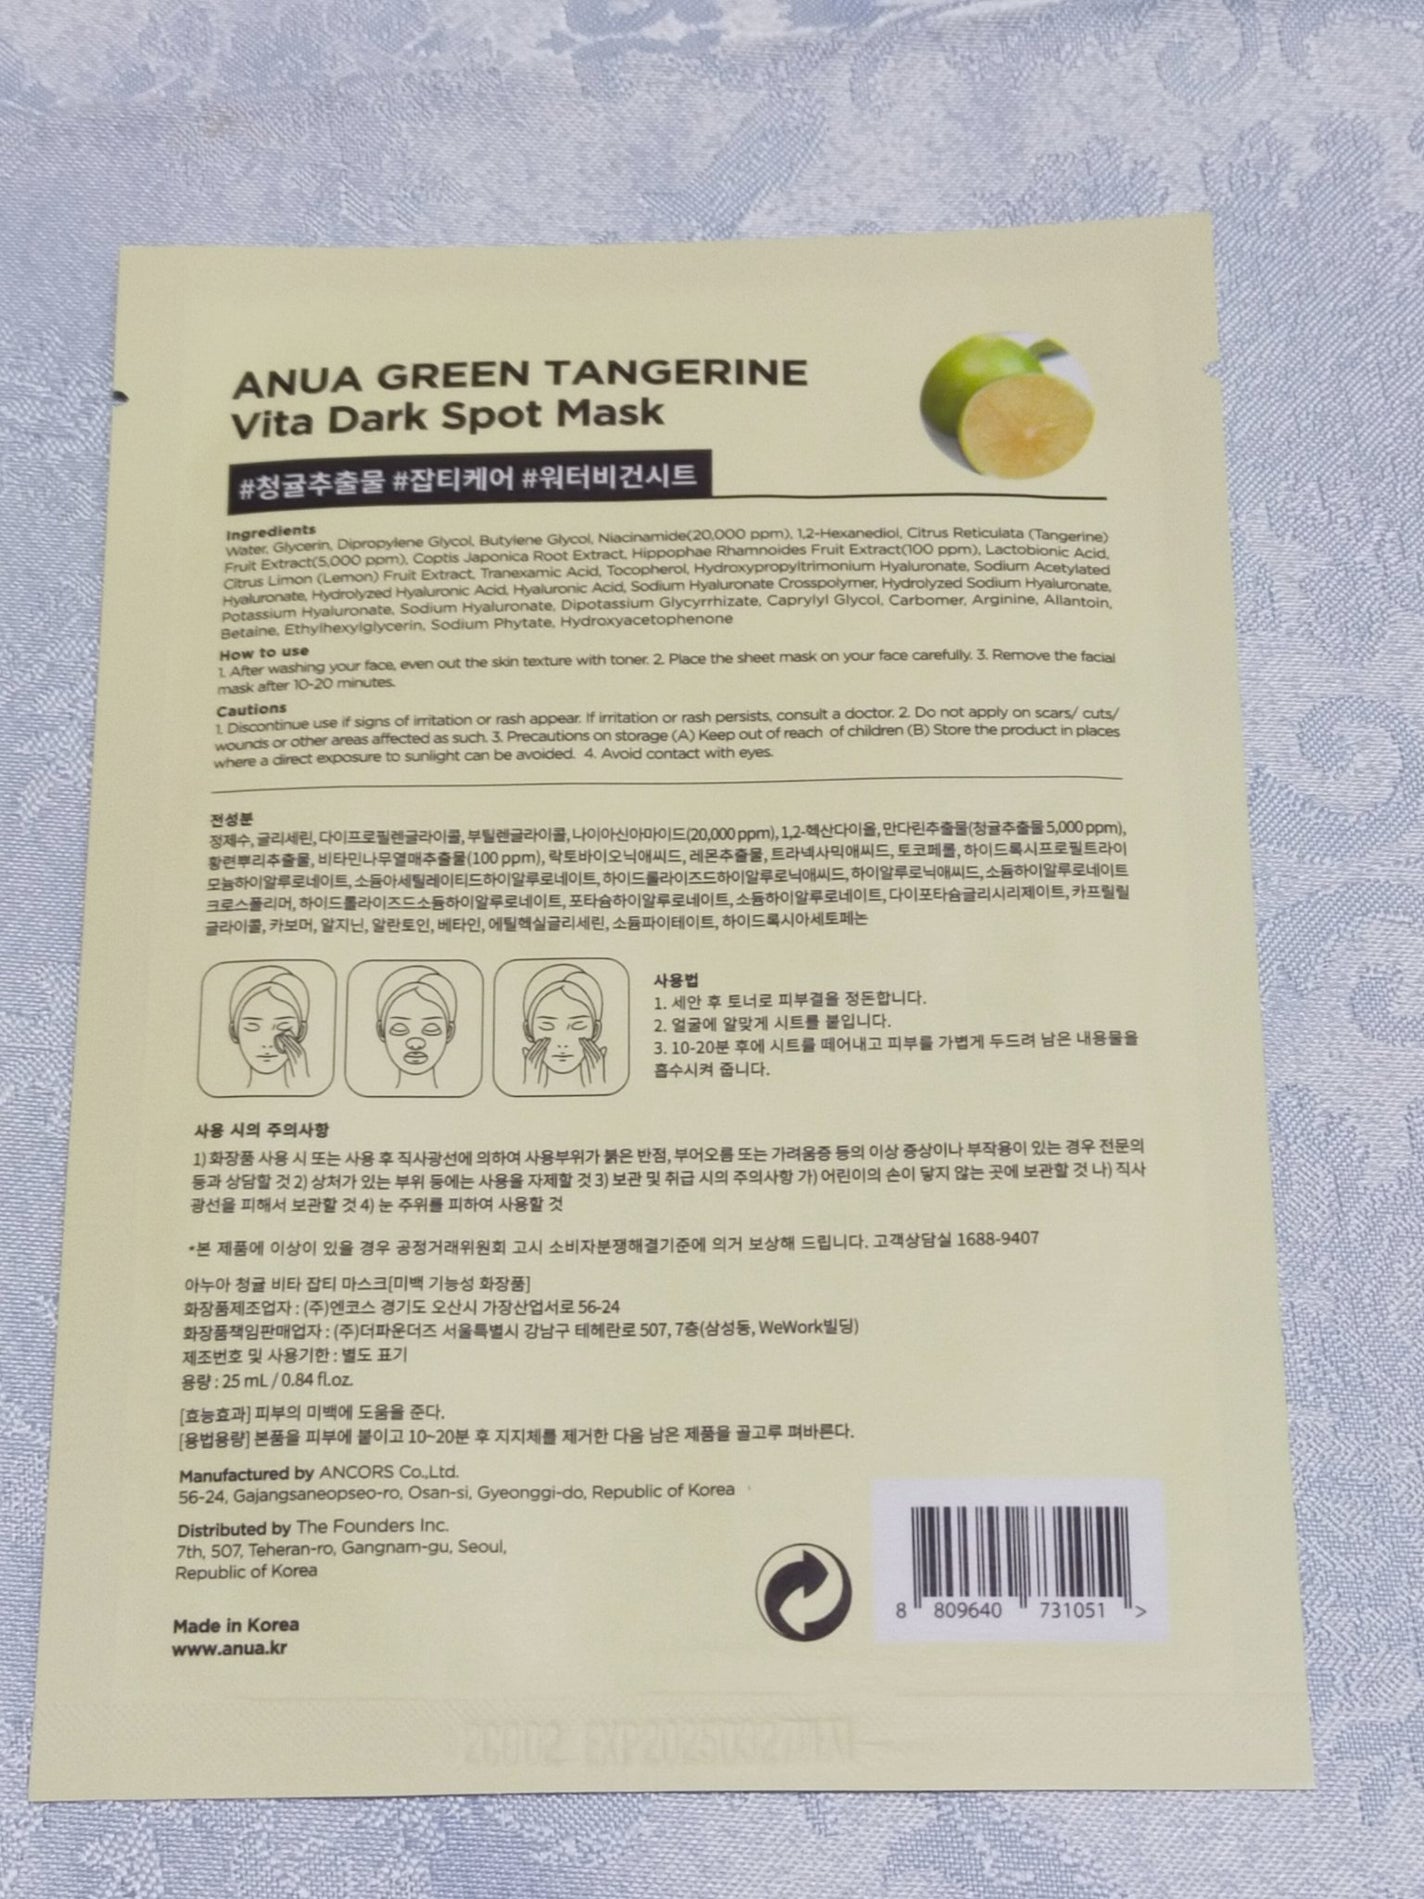 ANUA GREEN TANGERINE
Vita Dark Spot Mask
#청귤추출물 #잡티케어 #워터비건시트
Ingredients
Water, Glycerin, Dipropylene Glycol, Butylene Glycol, Niacinamide(20,000 ppm), 1,2-Hexanediol, Citrus Reticulata (Tangerine)
Fruit Extract(5,000 ppm), Coptis Japonica Root Extract, Hippophae Rhamnoides Fruit Extract(100 ppm), Lactobionic Acid,
Citrus Limon (Lemon) Fruit Extract, Tranexamic Acid, Tocopherol, Hydroxypropyltrimonium Hyaluronate, Sodium Acetylated
Hyaluronate, Hydrolyzed Hyaluronic Acid, Hyaluronic Acid, Sodium Hyaluronate Crosspolymer, Hydrolyzed Sodium Hyaluronate,
Potassium Hyaluronate, Sodium Hyaluronate, Dipotassium Glycyrrhizate, Caprylyl Glycol, Carbomer, Arginine, Allantoin,
Betaine, Ethylhexylglycerin, Sodium Phytate, Hydroxyacetophenone
How to use
1. After washing your face, even out the skin texture with toner. 2. Place the sheet mask on your face carefully. 3. Remove the facial
mask after 10-20 minutes.
Cautions
1. Discontinue use if signs of irritation or rash appear. If irritation or rash persists, consult a doctor. 2. Do not apply on scars/ cuts/
wounds or other areas affected as such. 3. Precautions on storage (A) Keep out of reach of children (B) Store the product in places
where a direct exposure to sunlight can be avoided. 4. Avoid contact with eyes.
전성분
정제수, 글리세린, 다이프로필렌글라이콜, 부틸렌글라이콜, 나이아신아마이드(20,000 ppm), 1,2-헥산다이올, 만다린추출물(청귤추출물 5,000 ppm),
황련뿌리추출물, 비타민나무열매추출물(100 ppm), 락토바이오닉애씨드, 레몬추출물, 트라넥사믹애씨드, 토코페롤, 하이드록시프로필트라이
모늄하이알루로네이트, 소듐아세틸레이티드하이알루로네이트, 하이드롤라이즈드하이알루로닉애씨드, 하이알루로닉애씨드, 소듐하이알루로네이트
크로스폴리머, 하이드롤라이즈드소듐하이알루로네이트, 포타슘하이알루로네이트, 소듐하이알루로네이트, 다이포타슘글리시리제이트, 카프릴릴
글라이콜, 카보머, 알지닌, 알란토인, 베타인, 에틸헥실글리세린, 소듐파이테이트, 하이드록시아세토페논
사용법
1. 세안 후 토너로 피부결을 정돈합니다.
2. 얼굴에 알맞게 시트를 붙입니다.
3. 10-20분 후에 시트를 떼어내고 피부를 가볍게 두드려 남은 내용물을
흡수시켜 줍니다.
사용 시의 주의사항
1) 화장품 사용 시 또는 사용 후 직사광선에 의하여 사용부위가 붉은 반점, 부어오름 또는 가려움증 등의 이상 증상이나 부작용이 있는 경우 전문의
등과 상담할 것 2) 상처가 있는 부위 등에는 사용을 자제할 것 3) 보관 및 취급 시의 주의사항 가) 어린이의 손이 닿지 않는 곳에 보관할 것 나) 직사
광선을 피해서 보관할 것 4) 눈 주위를 피하여 사용할 것
*본 제품에 이상이 있을 경우 공정거래위원회 고시 소비자분쟁해결기준에 의거 보상해 드립니다. 고객상담실 1688-9407
아누아 청귤 비타 잡티 마스크[미백 기능성 화장품]
화장품제조업자 : (주)엔코스 경기도 오산시 가장산업서로 56-24
화장품책임판매업자 : (주)더파운더즈 서울특별시 강남구 테헤란로 507, 7층(삼성동, WeWork빌딩)
제조번호 및 사용기한 : 별도 표기
용량 : 25 mL / 0.84 fl.oz.
[효능효과] 피부의 미백에 도움을 준다.
[용법용량] 본품을 피부에 붙이고 10~20분 후 지지체를 제거한 다음 남은 제품을 골고루 펴바른다.
Manufactured by ANCORS Co.,Ltd.
56-24, Gajangsaneopseo-ro, Osan-si, Gyeonggi-do, Republic of Korea
Distributed by The Founders Inc.
7th, 507, Teheran-ro, Gangnam-gu, Seoul,
Republic of Korea
Made in Korea
www.anua.kr
8 809640 731051 >